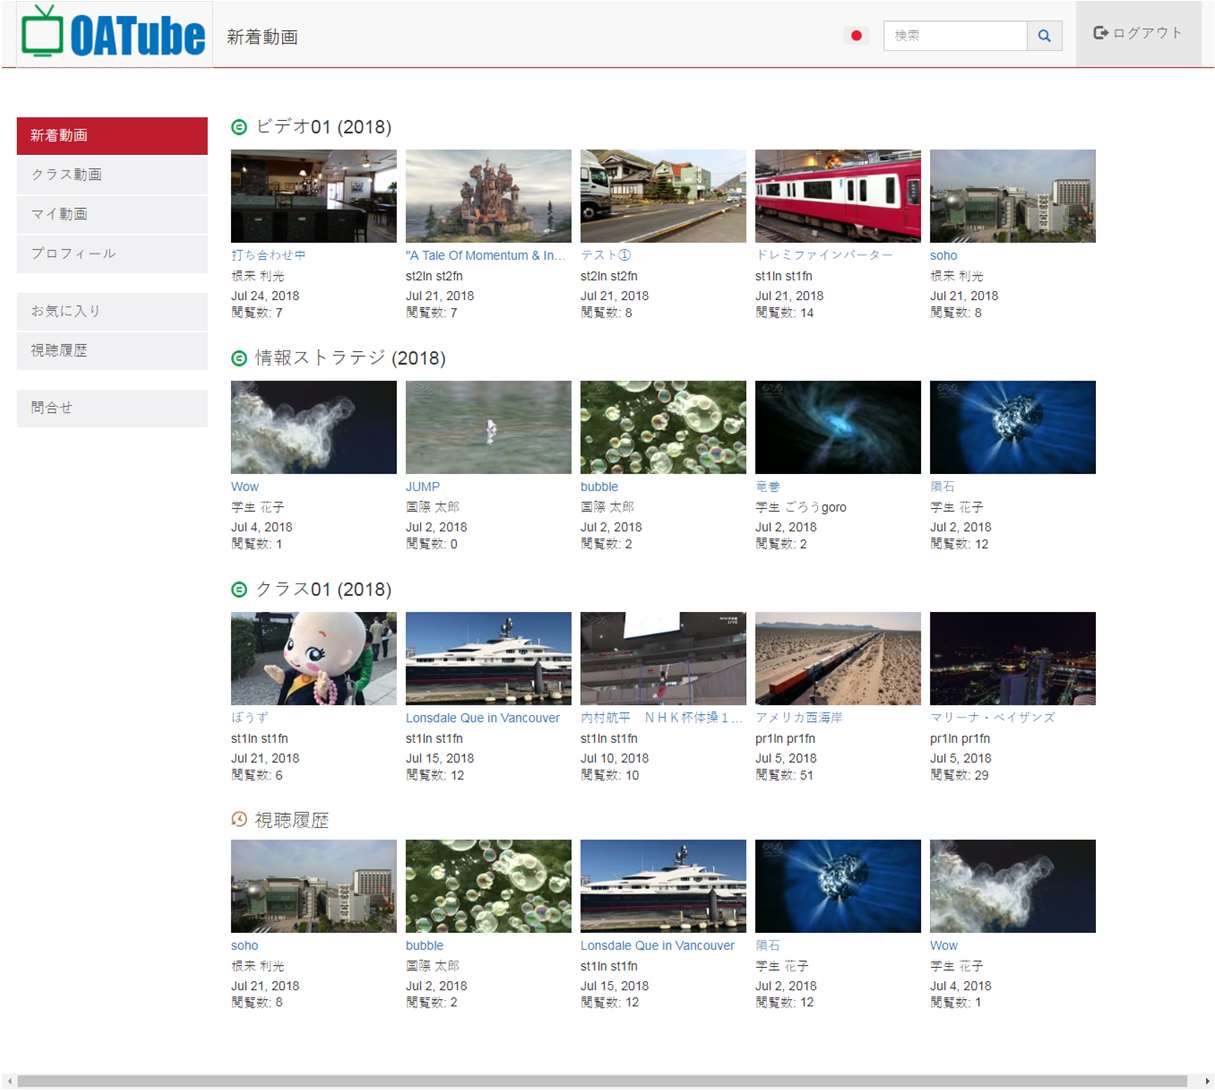 OATube 新着動画
検索
ログアウト
新着動画
クラス動画
マイ動画
プロフィール
お気に入り
視聴履歴
問合せ
ビデオ01 (2018)
打ち合わせ中
根来 利光
Jul 24, 2018
閲覧数: 7
"A Tale Of Momentum & In...
st2ln st2fn
Jul 21, 2018
閲覧数: 7
テスト①
st2ln st2fn
Jul 21, 2018
閲覧数: 8
ドレミファインバーター
st1ln st1fn
Jul 21, 2018
閲覧数: 14
soho
根来 利光
Jul 21, 2018
閲覧数: 8
情報ストラテジ (2018)
Wow
学生 花子
Jul 4, 2018
閲覧数: 1
JUMP
国際 太郎
Jul 2, 2018
閲覧数: 0
bubble
国際 太郎
Jul 2, 2018
閲覧数: 2
竜巻
学生 ごろうgoro
Jul 2, 2018
閲覧数: 2
隕石
学生 花子
Jul 2, 2018
閲覧数: 12
クラス01 (2018)
ぼうず
st1ln st1fn
Jul 21, 2018
閲覧数: 6
Lonsdale Que in Vancouver
st1ln st1fn
Jul 15, 2018
閲覧数: 12
内村航平　ＮＨＫ杯体操１...
st1ln st1fn
Jul 10, 2018
閲覧数: 10
アメリカ西海岸
pr1ln pr1fn
Jul 5, 2018
閲覧数: 51
マリーナ・ベイザンズ
pr1ln pr1fn
Jul 5, 2018
閲覧数: 29
視聴履歴
soho
根来 利光
Jul 21, 2018
閲覧数: 8
bubble
国際 太郎
Jul 2, 2018
閲覧数: 2
Lonsdale Que in Vancouver
st1ln st1fn
Jul 15, 2018
閲覧数: 12
隕石
学生 花子
Jul 2, 2018
閲覧数: 12
Wow
学生 花子
Jul 4, 2018
閲覧数: 1